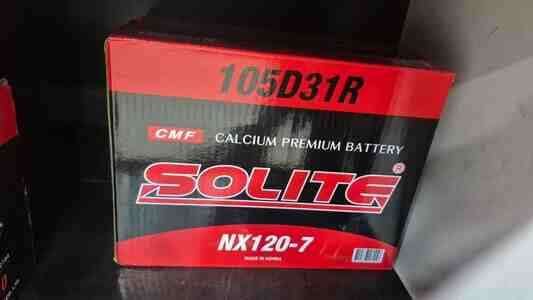 105D31R
CMF CALCIUM PREMIUM BATTERY
SOLITE ®
NX120-7
MADE IN KOREA